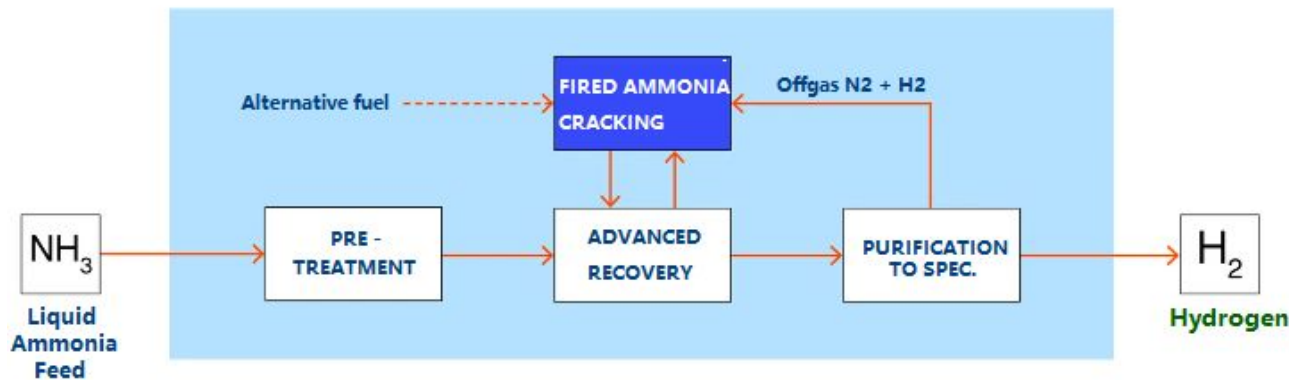 FIRED AMMONIA
CRACKING
Offgas N2 + H2
Alternative fuel
NH3
Liquid
Ammonia
Feed
PRE -
TREATMENT
ADVANCED
RECOVERY
PURIFICATION
TO SPEC.
H2
Hydrogen